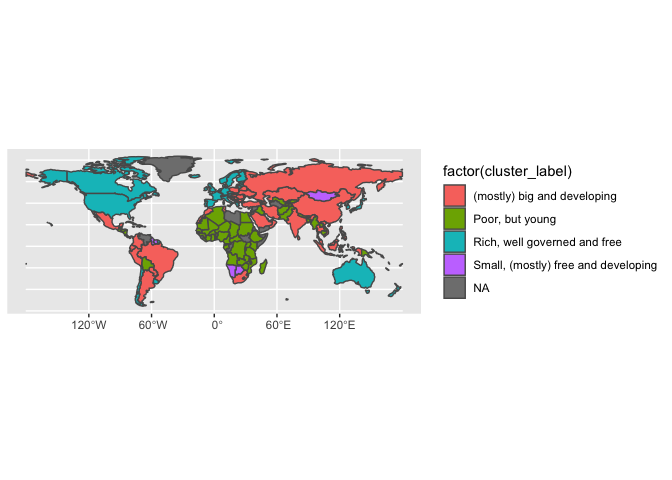 factor(cluster_label)
(mostly) big and developing
Poor, but young
Rich, well governed and free
Small, (mostly) free and developing
NA
120°W 60°W 0° 60°E 120°E